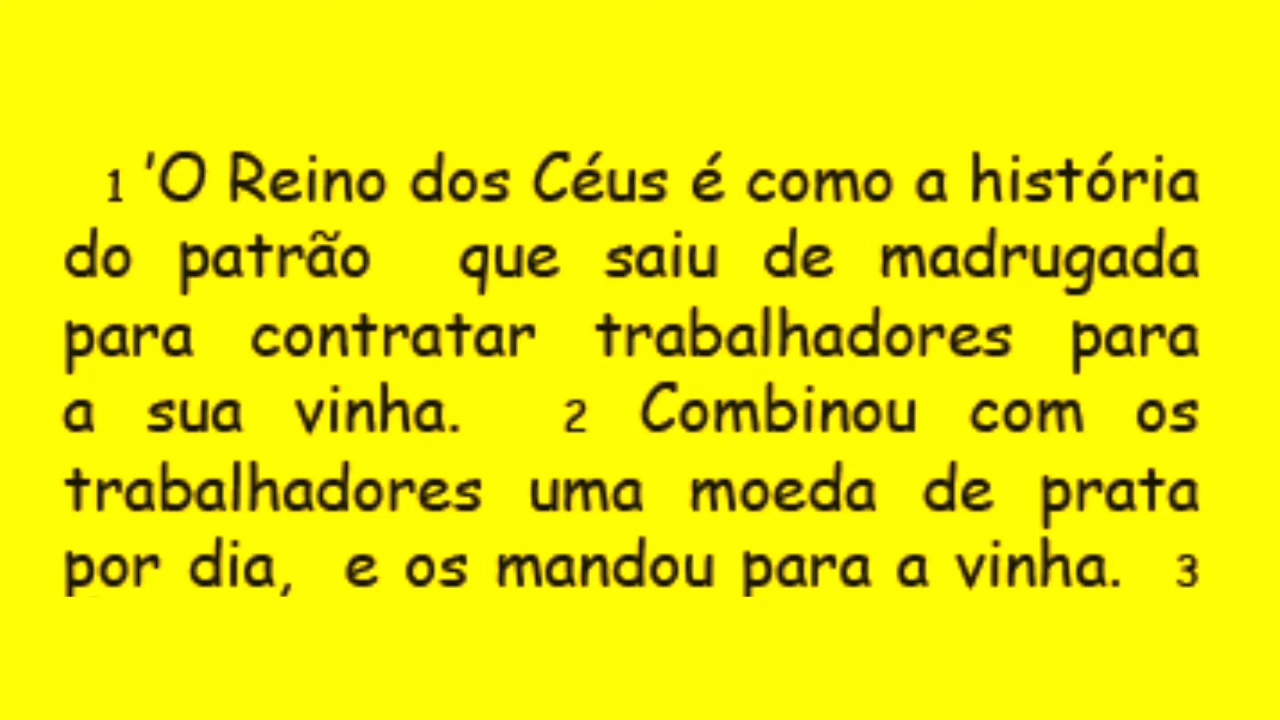 1 'O Reino dos Céus é como a história
do patrão que saiu de madrugada
para contratar trabalhadores para
a sua vinha. 2 Combinou com os
trabalhadores uma moeda de prata
por dia, e os mandou para a vinha. 3